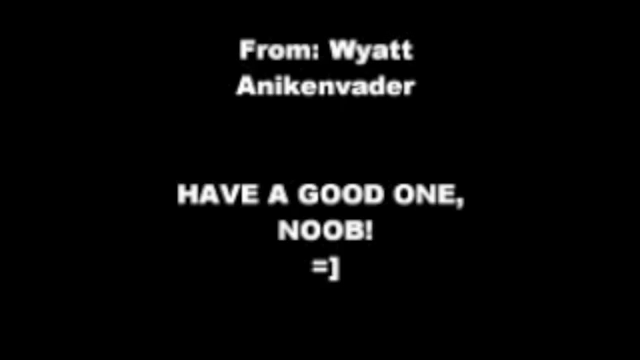 From: Wyatt
Anikenvader
HAVE A GOOD ONE,
NOOB!
=]